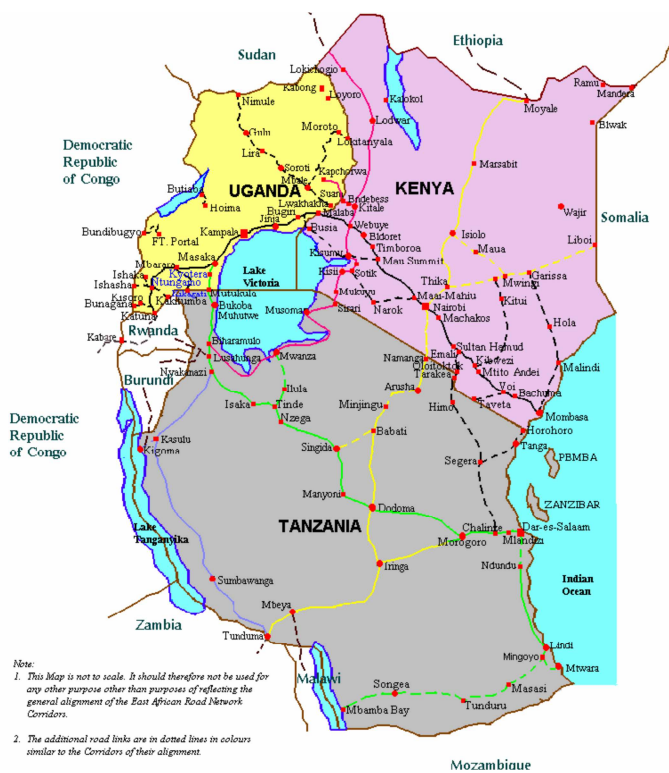 Sudan
Ethiopia
Lokichogio
Ramu
Mandera
Kabong
Loyoro
Kalokol
Moyale
Nimule
Lodwar
Elwak
Democratic
Republic
of Congo
Gulu
Moroto
Lokitanyala
Lira
Marsabit
Soroti
Kapchorwa
Mbale
UGANDA
Suam
KENYA
Butiaba
Endebess
Hoima
Lwakhakha
Kitale
Wajir
Somalia
Bugiri
Malaba
Jinja
Webuye
Bundibugyo
Kampala
Busia
Eldoret
Isiolo
Liboi
FT. Portal
Timboroa
Maua
Masaka
Kisumu
Mau Summit
Mbarara
Lake
Victoria
Kisii
Sotik
Garissa
Ishaka
Kyotera
Thika
Mwingi
Ishasha
Ntungamo
Mukuyu
Kisoro
Mutukula
Maai-Mahiu
Kitui
Bunagana
Kakitumba
Bukoba
Musoma
Sirari
Narok
Nairobi
Katuna
Muhutwe
Machakos
Hola
Kabare
Rwanda
Biharamulo
Sultan Hamud
Lusahunga
Mwanza
Namanga
Emali
Kibwezi
Malindi
Nyakanazi
Oloitoktok
Mtito Andei
Burundi
Tarakea
Ilula
Arusha
Voi
Bachuma
Isaka
Tinde
Minjingu
Himo
Taveta
Mombasa
Democratic
Republic
of Congo
Nzega
Babati
Horohoro
Kasulu
Singida
Tanga
Kigoma
Segera
PBMBA
Manyoni
ZANZIBAR
Dodoma
Lake
Tanganyika
TANZANIA
Chalinze
Dar-es-Salaam
Morogoro
Mlandizi
Iringa
Ndundu
Sumbawanga
Indian
Ocean
Mbeya
Zambia
Tunduma
Lindi
Mingoyo
Mtwara
Malawi
Songea
Masasi
Mbamba Bay
Tunduru
Mozambique
Note:
1. This Map is not to scale. It should therefore not be used for
any other purpose other than purposes of reflecting the
general alignment of the East African Road Network
Corridors.
2. The additional road links are in dotted lines in colours
similar to the Corridors of their alignment.